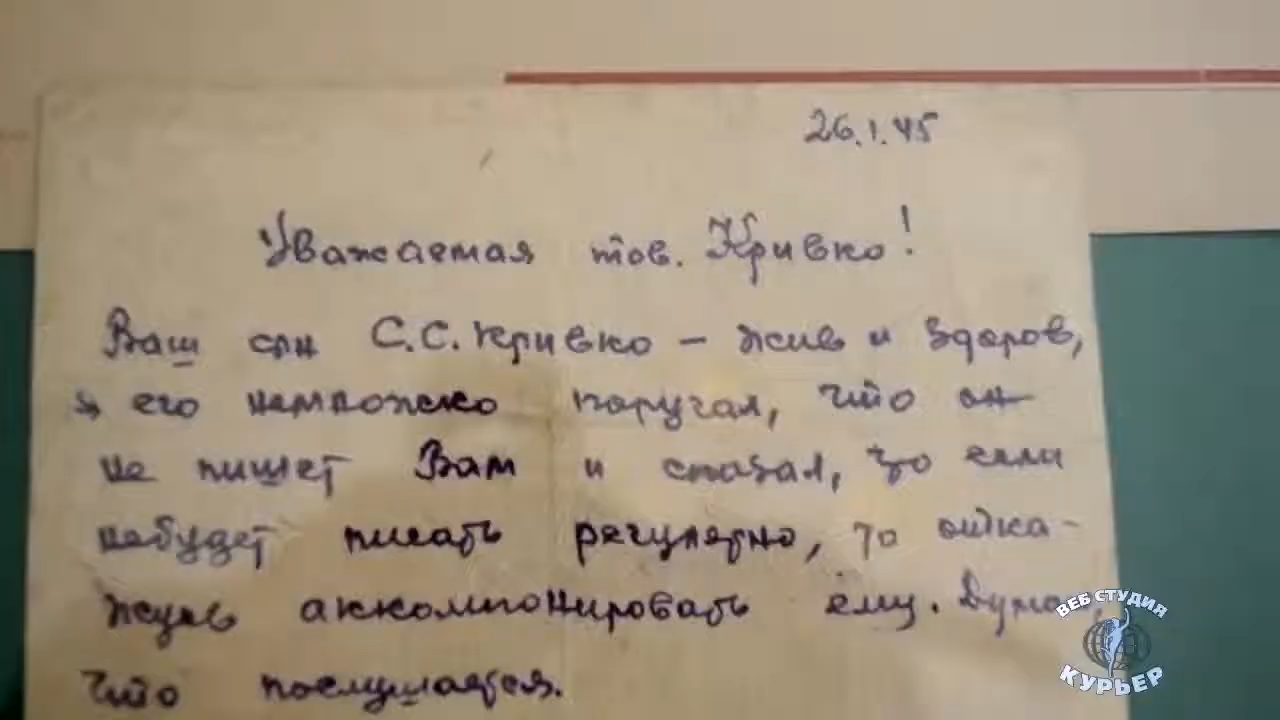 26.1.45
Уважаемая тов. Кривко!
Ваш сын С.С. Кривко – жив и здоров,
я его немножко поругал, что он
не пишет Вам и сказал, что если
небудет писать регулярно, то откa-
жусь аккомпонировать ему. Думаю,
что послушается.
ВЕБ СТУДИЯ
КУРЬЕР